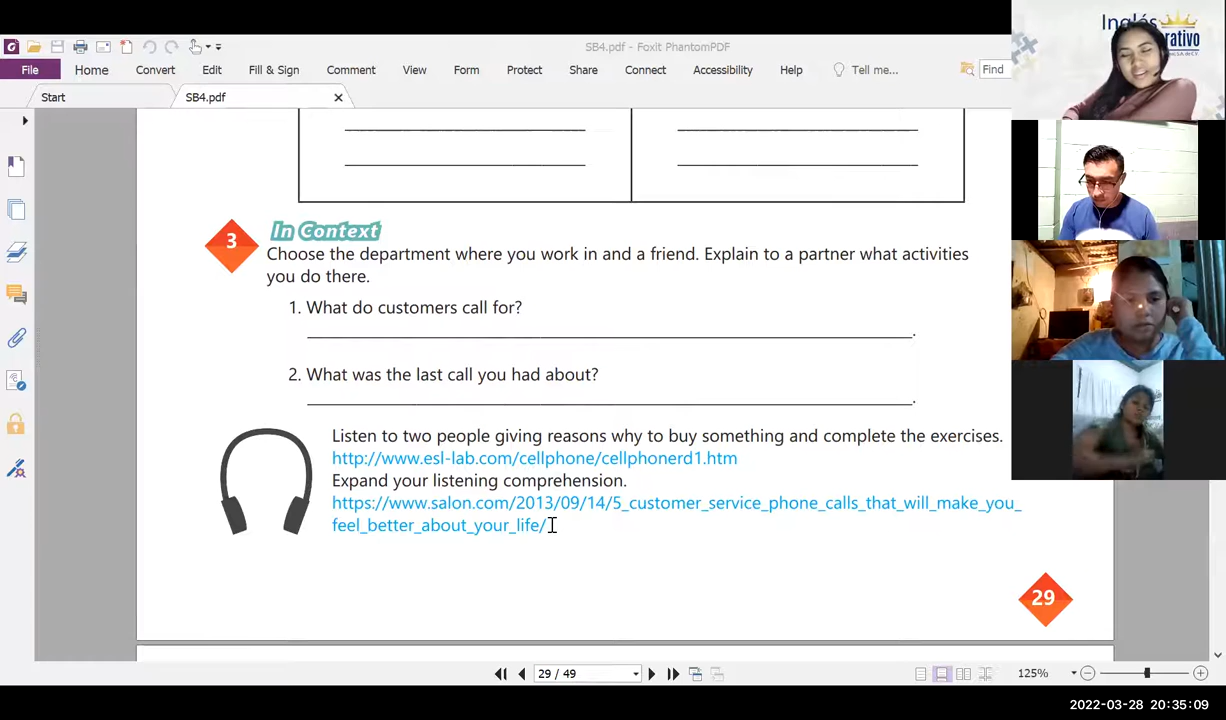 SB4.pdf - Foxit PhantomPDF
File Home Convert Edit Fill & Sign Comment View Form Protect Share Connect Accessibility Help Tell me... Find
Start SB4.pdf
3
In Context
Choose the department where you work in and a friend. Explain to a partner what activities
you do there.
1. What do customers call for?
2. What was the last call you had about?
Listen to two people giving reasons why to buy something and complete the exercises.
http://www.esl-lab.com/cellphone/cellphonerd1.htm
Expand your listening comprehension.
https://www.salon.com/2013/09/14/5_customer_service_phone_calls_that_will_make_you_
feel_better_about_your_life/
29
29 / 49
125%
2022-03-28 20:35:09